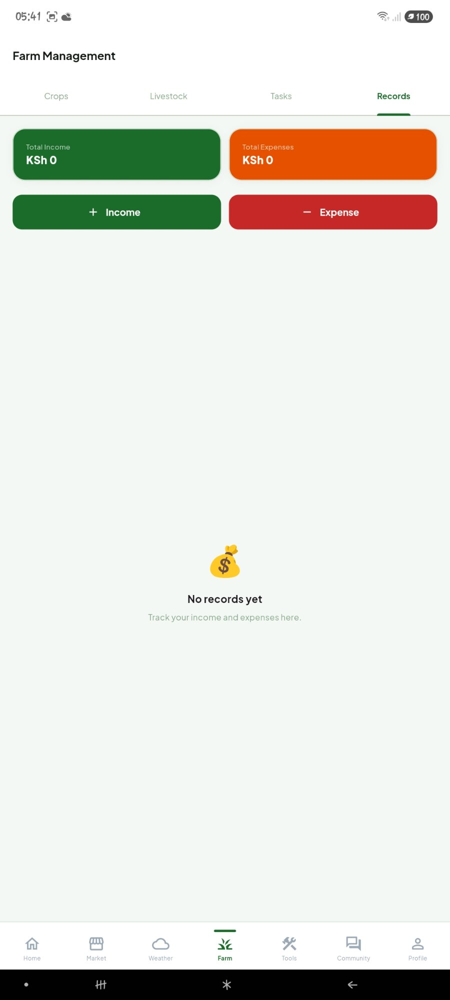 05:41
100
Farm Management
Crops Livestock Tasks Records
Total Income Total Expenses
KSh 0 KSh 0
+ Income − Expense
$
No records yet
Track your income and expenses here.
Home Market Weather Farm Tools Community Profile